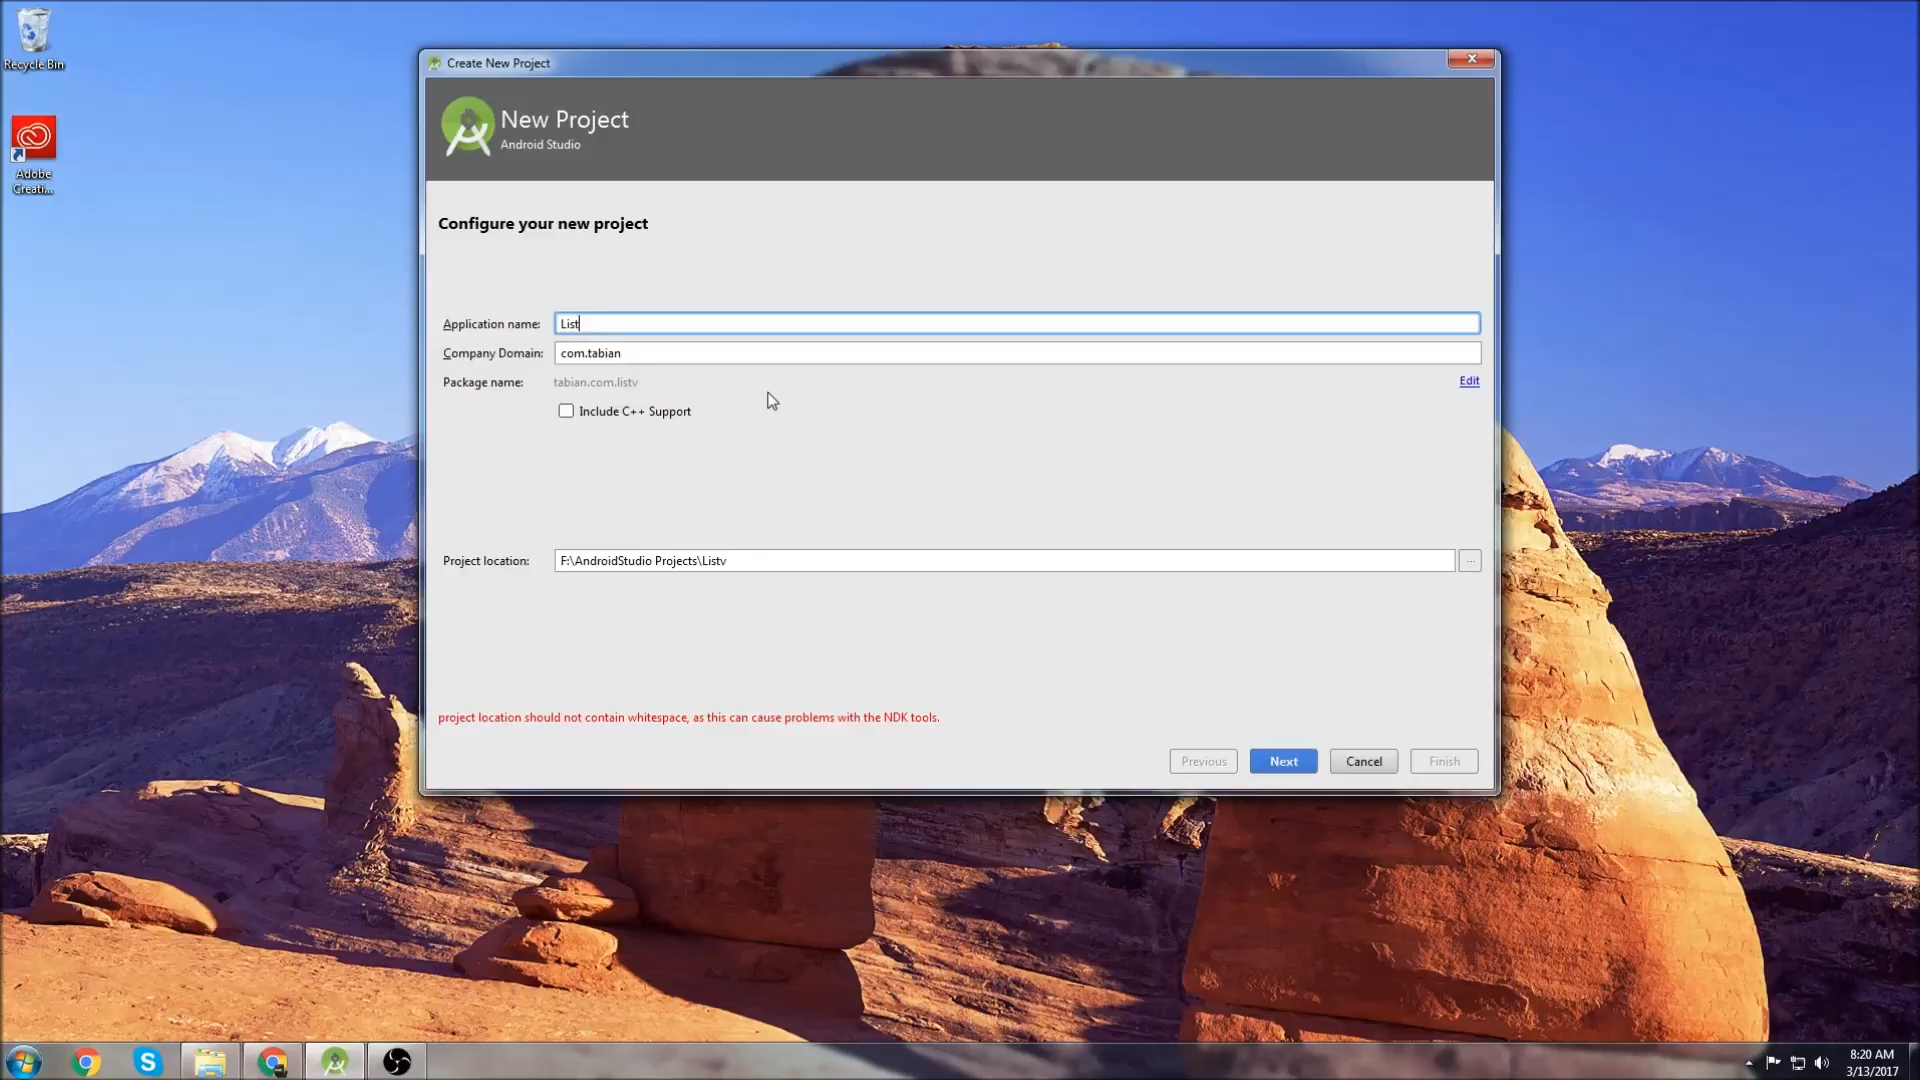 Recycle Bin
Adobe
Creati...
Create New Project
New Project
Android Studio
Configure your new project
Application name: List
Company Domain: com.tabian
Package name: tabian.com.listv Edit
Include C++ Support
Project location: F:\AndroidStudio Projects\Listv ...
project location should not contain whitespace, as this can cause problems with the NDK tools.
Previous Next Cancel Finish
8:20 AM
3/13/2017